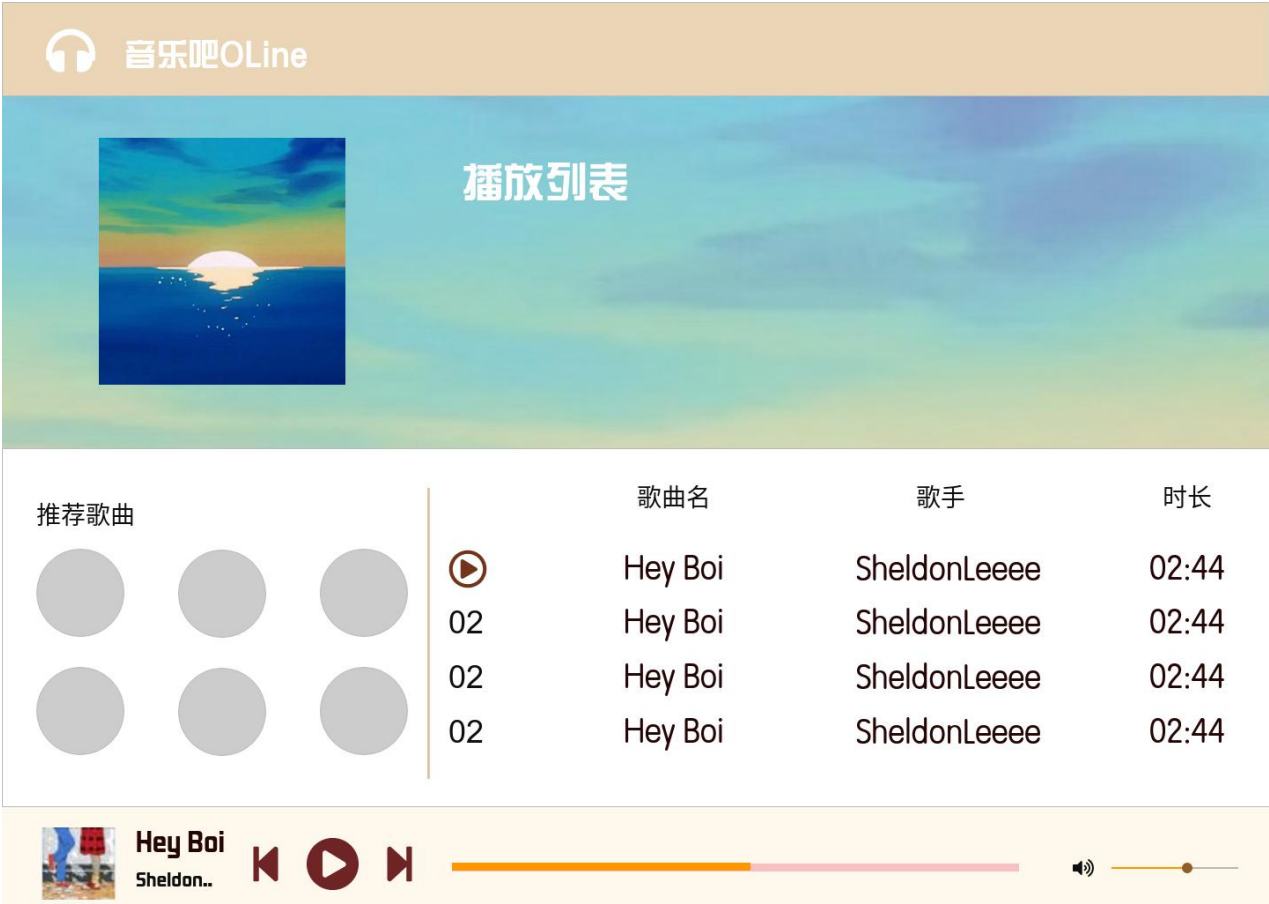 音乐吧OLine
播放列表
推荐歌曲
歌曲名 歌手 时长
Hey Boi SheldonLeeee 02:44
02 Hey Boi SheldonLeeee 02:44
02 Hey Boi SheldonLeeee 02:44
02 Hey Boi SheldonLeeee 02:44
Hey Boi
Sheldon..